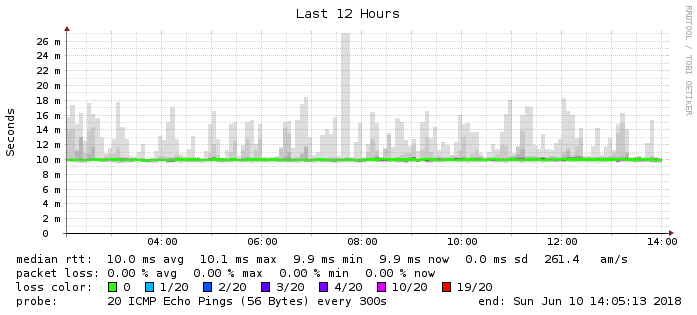 Last 12 Hours
RRDTOOL / TOBI OETIKER
Seconds
26 m
24 m
22 m
20 m
18 m
16 m
14 m
12 m
10 m
8 m
6 m
4 m
2 m
0
04:00 06:00 08:00 10:00 12:00 14:00
median rtt: 10.0 ms avg 10.1 ms max 9.9 ms min 9.9 ms now 0.0 ms sd 261.4 am/s
packet loss: 0.00 % avg 0.00 % max 0.00 % min 0.00 % now
loss color: 0 1/20 2/20 3/20 4/20 10/20 19/20
probe: 20 ICMP Echo Pings (56 Bytes) every 300s end: Sun Jun 10 14:05:13 2018